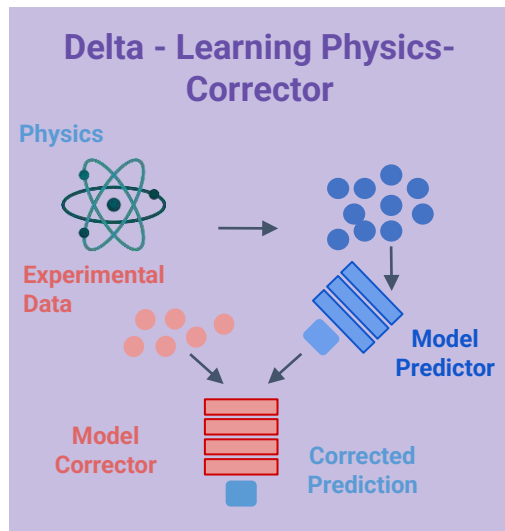 Delta - Learning Physics-
Corrector
Physics
Experimental
Data
Model
Predictor
Model
Corrector
Corrected
Prediction